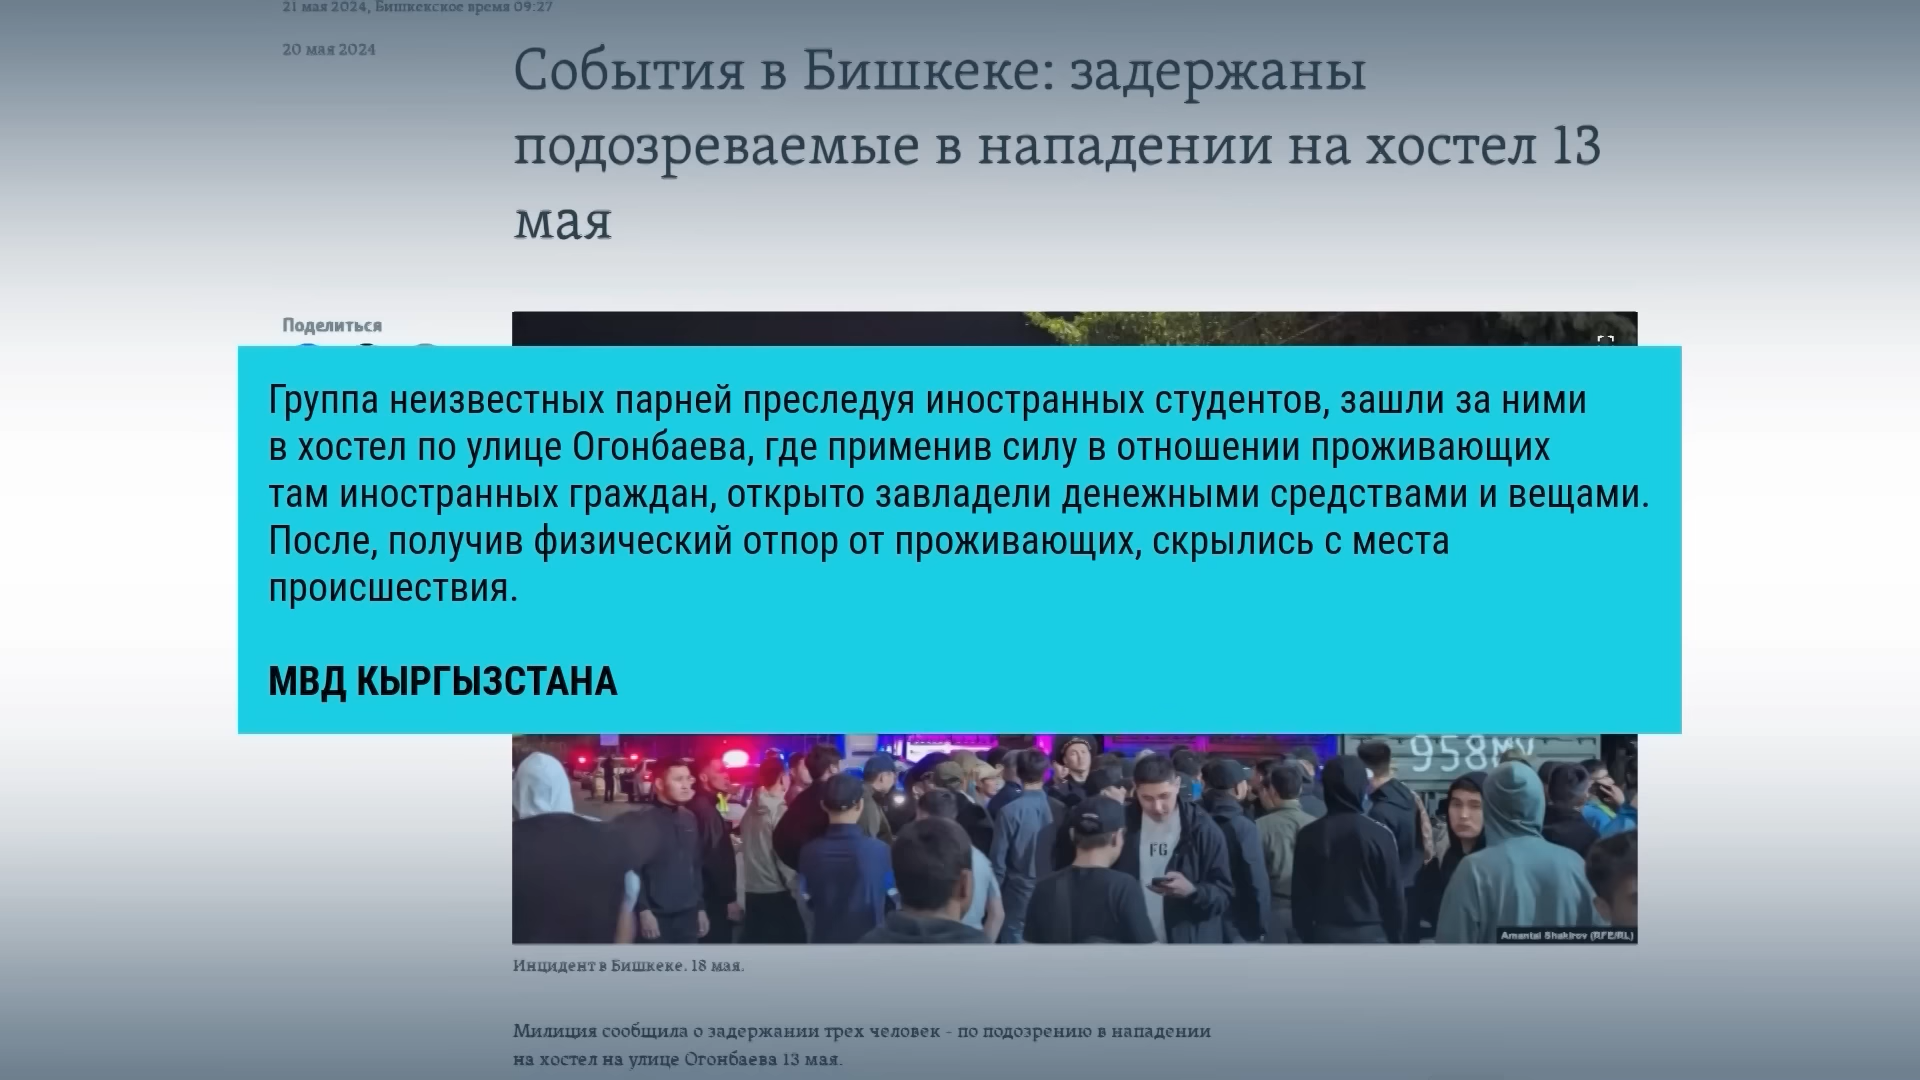 21 мая 2024, Бишкекское время 09:27
20 мая 2024
События в Бишкеке: задержаны
подозреваемые в нападении на хостел 13
мая
Поделиться
Группа неизвестных парней преследуя иностранных студентов, зашли за ними
в хостел по улице Огонбаева, где применив силу в отношении проживающих
там иностранных граждан, открыто завладели денежными средствами и вещами.
После, получив физический отпор от проживающих, скрылись с места
происшествия.
МВД КЫРГЫЗСТАНА
958MV
FG
Amantai Shakirov (RFE/RL)
Инцидент в Бишкеке. 18 мая.
Милиция сообщила о задержании трех человек - по подозрению в нападении
на хостел на улице Огонбаева 13 мая.